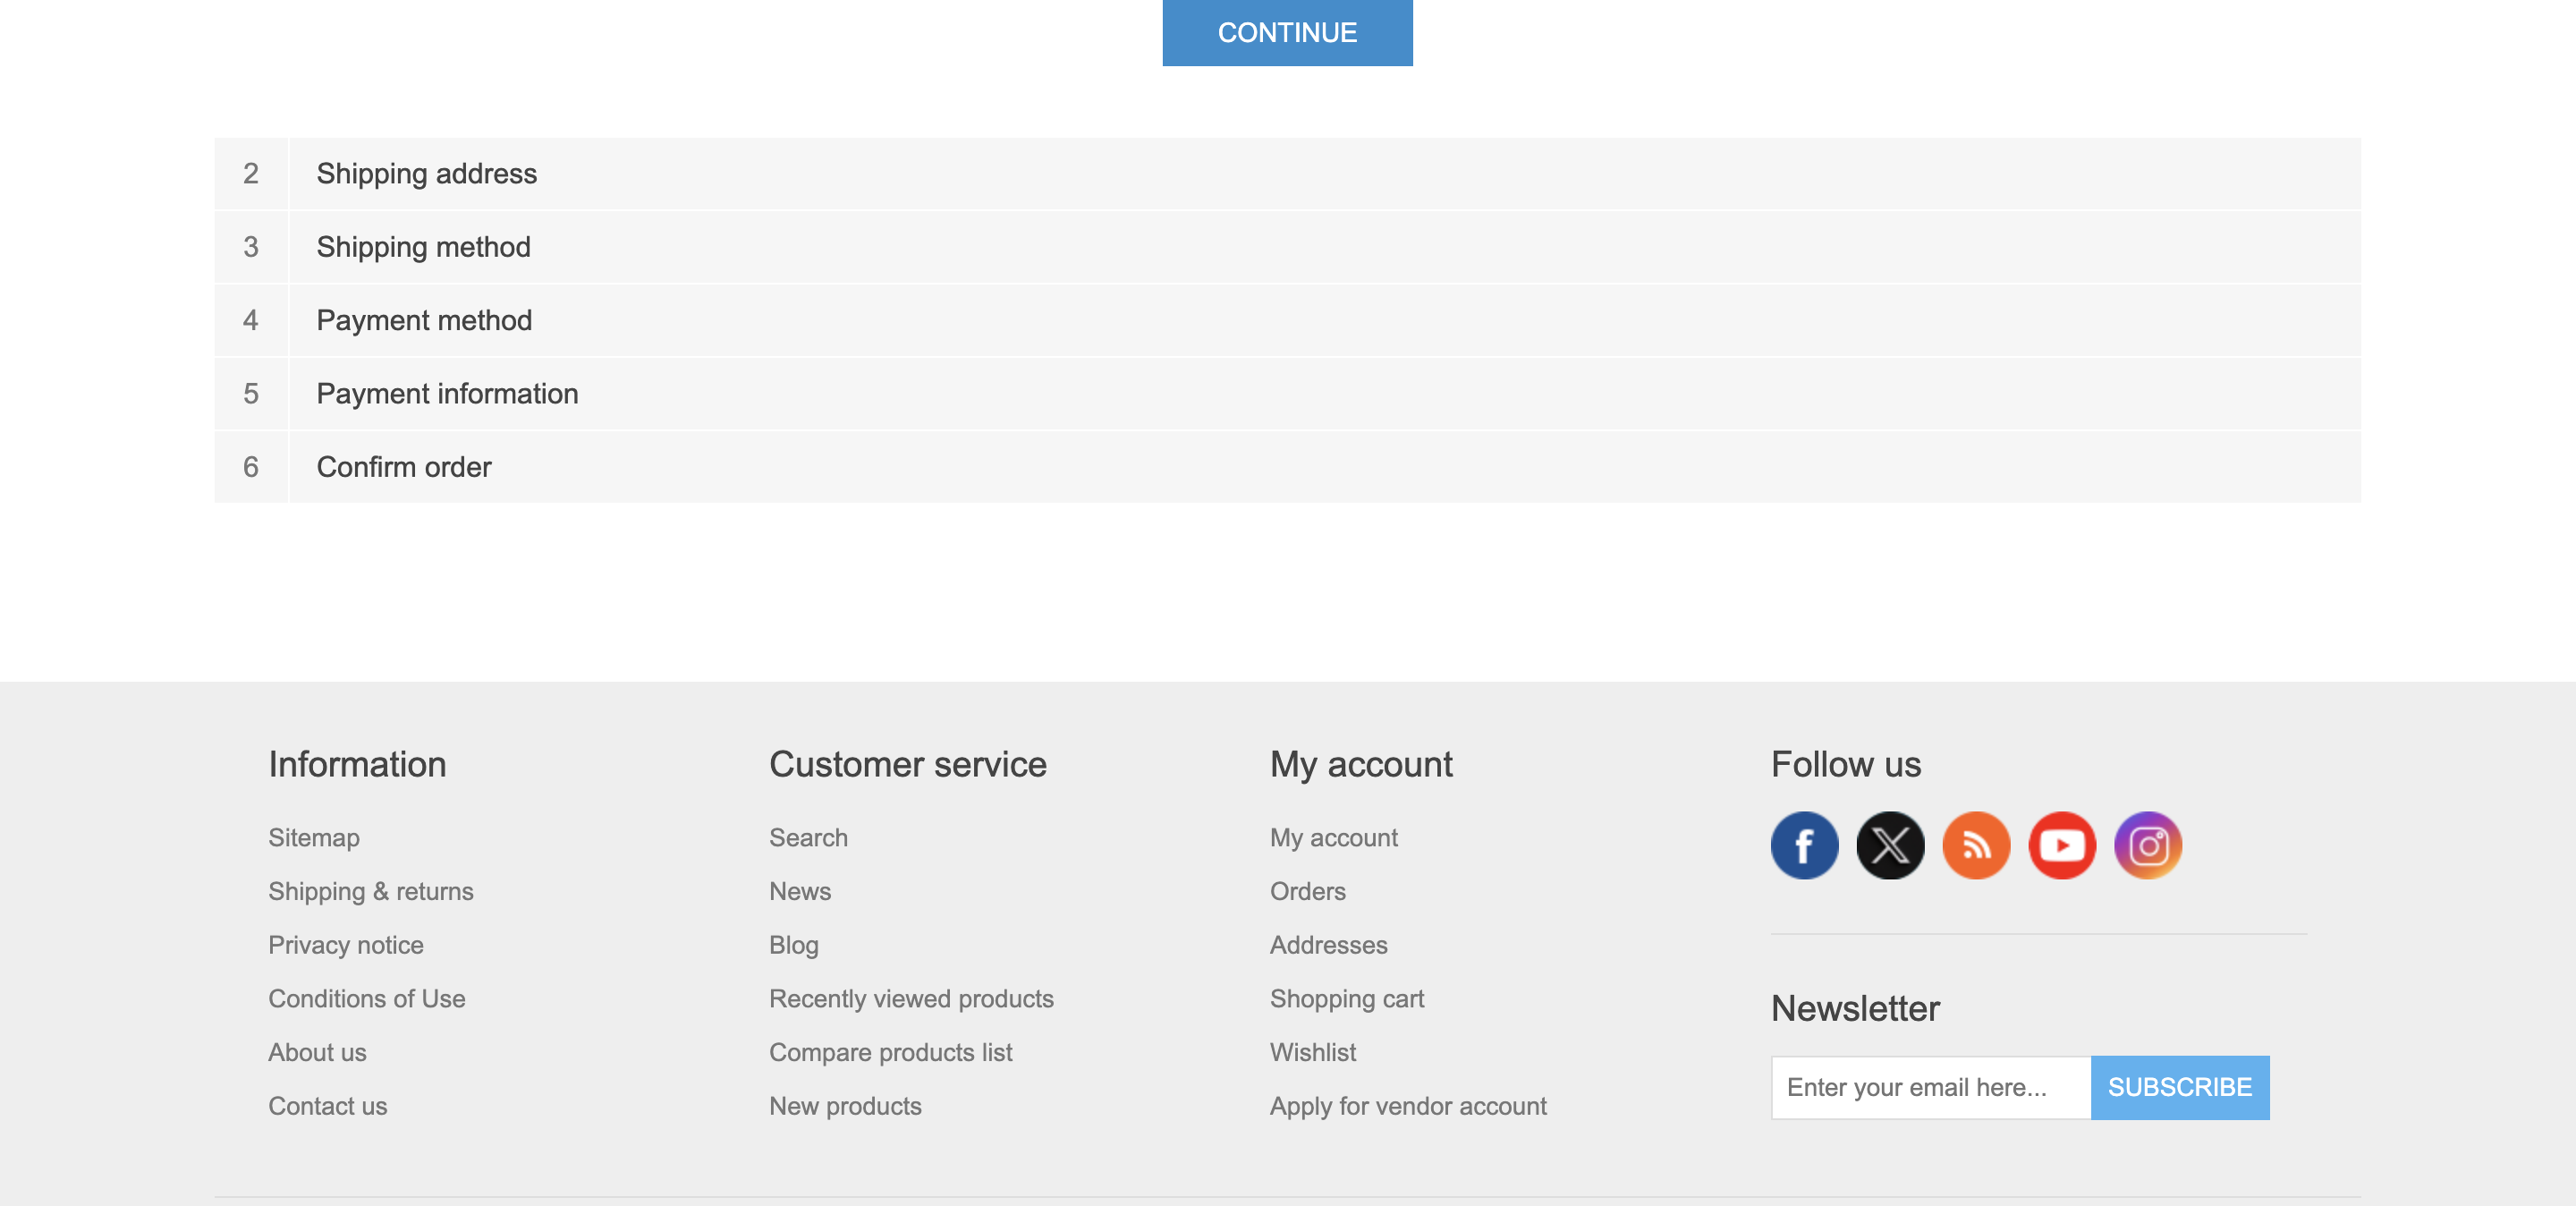 CONTINUE
2 Shipping address
3 Shipping method
4 Payment method
5 Payment information
6 Confirm order
Information
Sitemap
Shipping & returns
Privacy notice
Conditions of Use
About us
Contact us
Customer service
Search
News
Blog
Recently viewed products
Compare products list
New products
My account
My account
Orders
Addresses
Shopping cart
Wishlist
Apply for vendor account
Follow us
Newsletter
Enter your email here... SUBSCRIBE